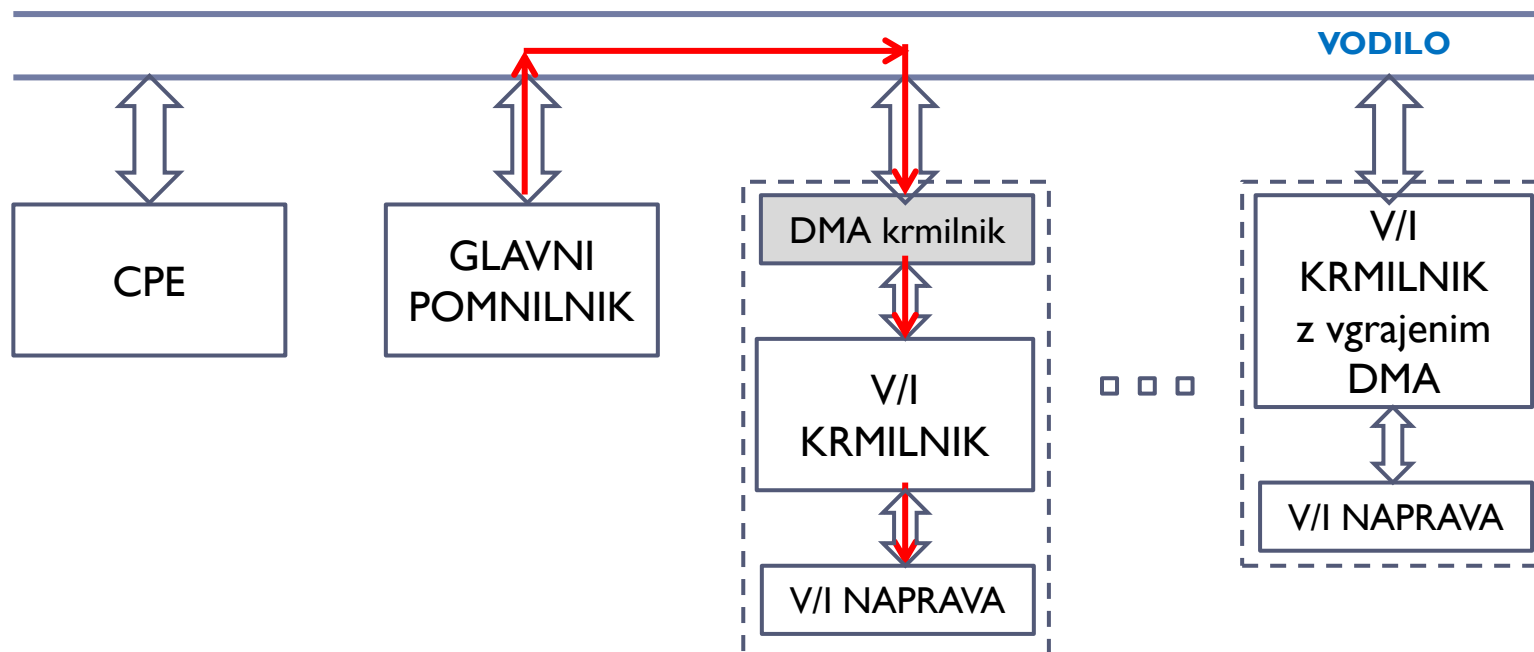 VODILO
CPE
GLAVNI
POMNILNIK
DMA krmilnik
V/I
KRMILNIK
V/I NAPRAVA
V/I
KRMILNIK
z vgrajenim
DMA
V/I NAPRAVA